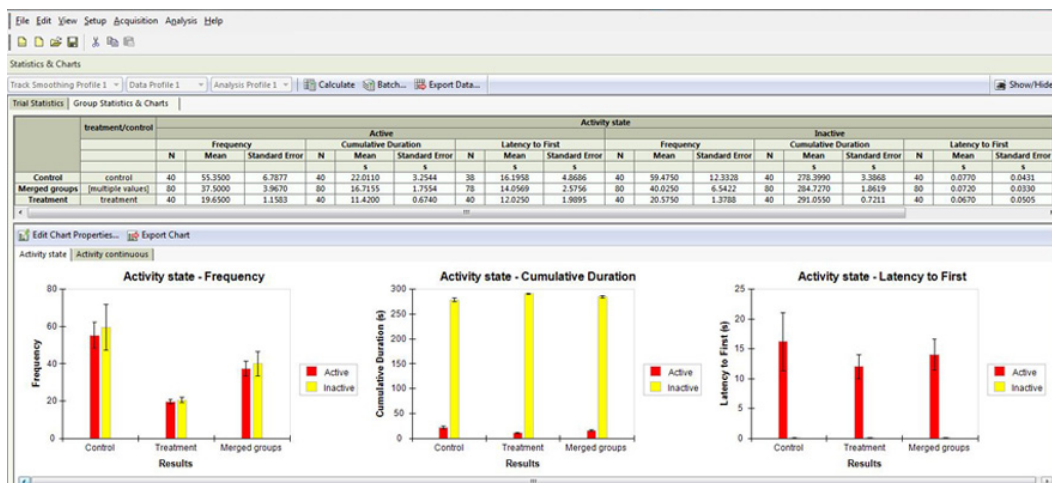 File Edit View Setup Acquisition Analysis Help
Statistics & Charts
Track Smoothing Profile 1 Data Profile 1 Analysis Profile 1 Calculate Batch... Export Data... Show/Hide
Trial Statistics Group Statistics & Charts
treatment/control Activity state
Active Inactive
Frequency Cumulative Duration Latency to First Frequency Cumulative Duration Latency to First
N Mean Standard Error N Mean Standard Error N Mean Standard Error N Mean Standard Error N Mean Standard Error N Mean Standard Error
s s s s s s s s
Control control 40 55.3500 6.7877 40 22.0110 3.2544 38 16.1958 4.8686 40 59.4750 12.3328 40 278.3990 3.3868 40 0.0770 0.0431
Merged groups [multiple values] 80 37.5000 3.9670 80 16.7155 1.7554 78 14.0569 2.5756 80 40.0250 6.5422 80 284.7270 1.8619 80 0.0720 0.0330
Treatment treatment 40 19.6500 1.1583 40 11.4200 0.6740 40 12.0250 1.9895 40 20.5750 1.3788 40 291.0550 0.7211 40 0.0670 0.0505
Edit Chart Properties... Export Chart
Activity state Activity continuous
Activity state - Frequency
80
60
40
20
0
Frequency
Control Treatment Merged groups
Results
Active
Inactive
Activity state - Cumulative Duration
300
250
200
150
100
50
0
Cumulative Duration (s)
Control Treatment Merged groups
Results
Active
Inactive
Activity state - Latency to First
25
20
15
10
5
0
Latency to First (s)
Control Treatment Merged groups
Results
Active
Inactive